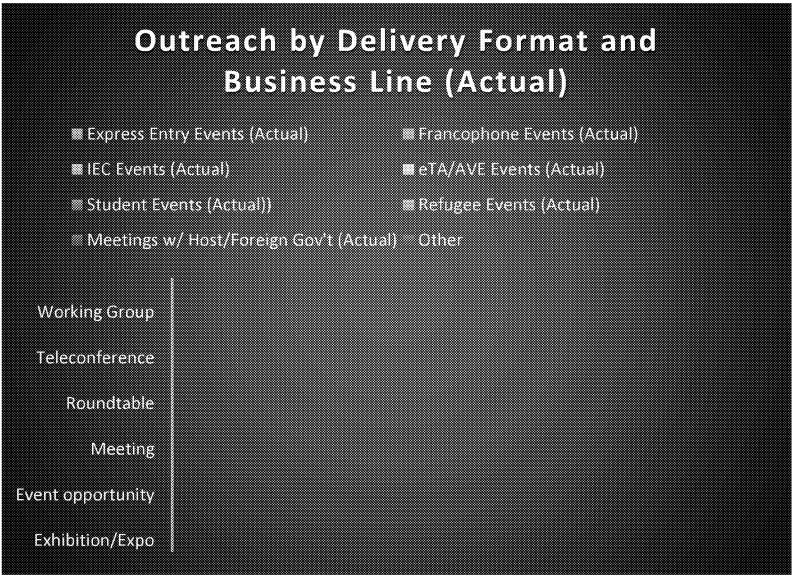 Outreach by Delivery Format and
Business Line (Actual)
Express Entry Events (Actual)
Francophone Events (Actual)
IEC Events (Actual)
eTA/AVE Events (Actual)
Student Events (Actual))
Refugee Events (Actual)
Meetings w/ Host/Foreign Gov't (Actual)
Other
Working Group
Teleconference
Roundtable
Meeting
Event opportunity
Exhibition/Expo